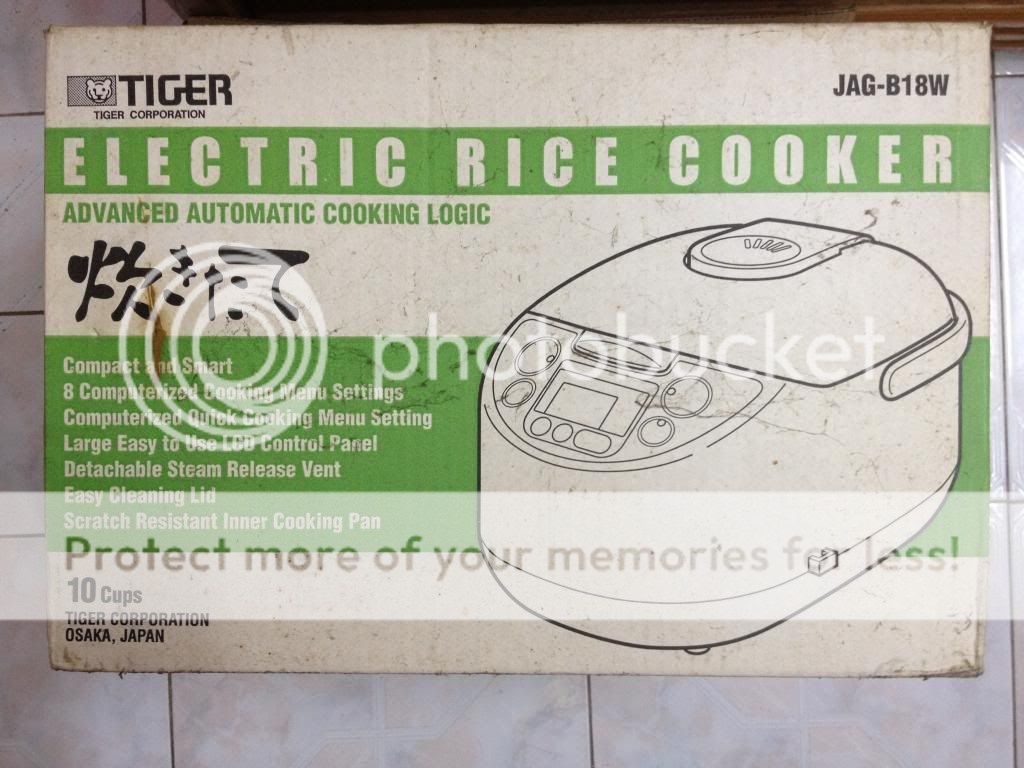 TIGER
TIGER CORPORATION
JAG-B18W
ELECTRIC RICE COOKER
ADVANCED AUTOMATIC COOKING LOGIC
炊きたて
photobucket
Compact and Smart
8 Computerized Cooking Menu Settings
Computerized Quick Cooking Menu Setting
Large Easy to Use LCD Control Panel
Detachable Steam Release Vent
Easy Cleaning Lid
Scratch Resistant Inner Cooking Pan
Protect more of your memories for less!
10 Cups
TIGER CORPORATION
OSAKA, JAPAN